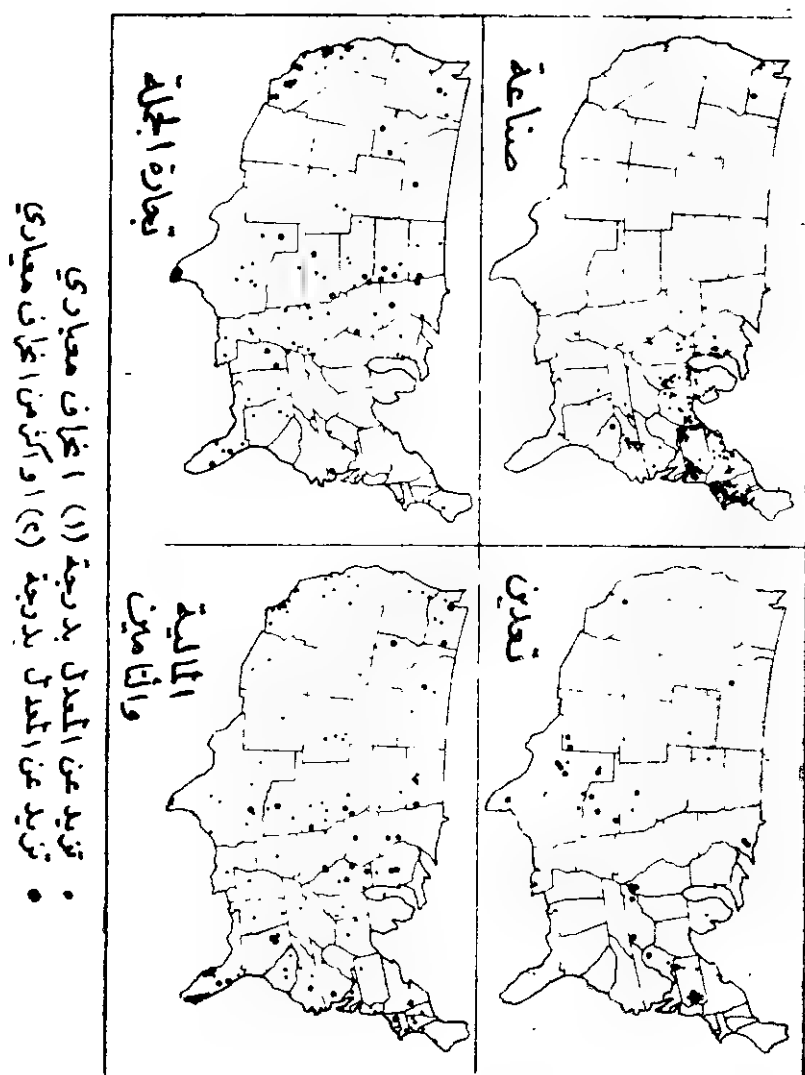 صناعة
تعدين
تجارة الجملة
المالية
والتأمين
• تزيد عن المعدل بدرجة (١) انحراف معياري
● تزيد عن المعدل بدرجة (٢) او اكثر من انحراف معياري